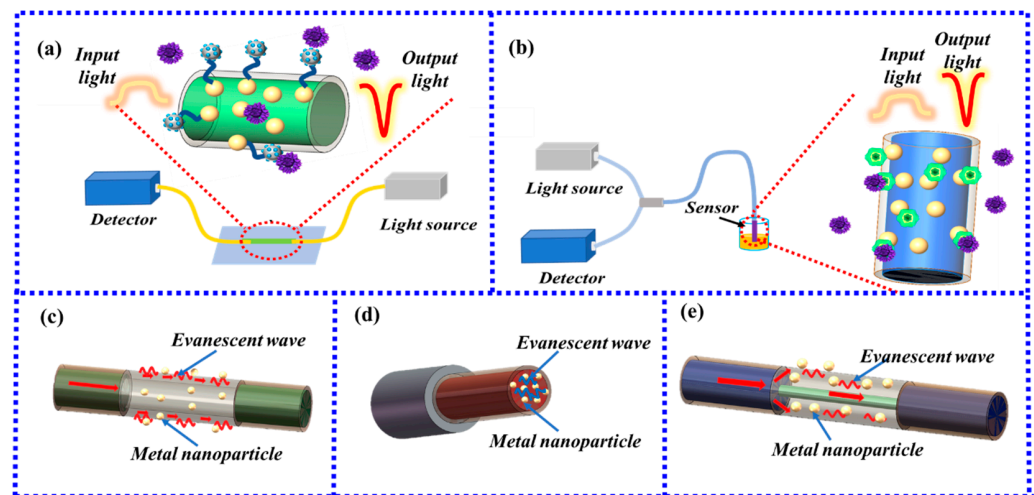 (a)
Input
light
Output
light
Detector
Light source
(b)
Input
light
Output
light
Light source
Sensor
Detector
(c)
Evanescent wave
Metal nanoparticle
(d)
Evanescent wave
Metal nanoparticle
(e)
Evanescent wave
Metal nanoparticle